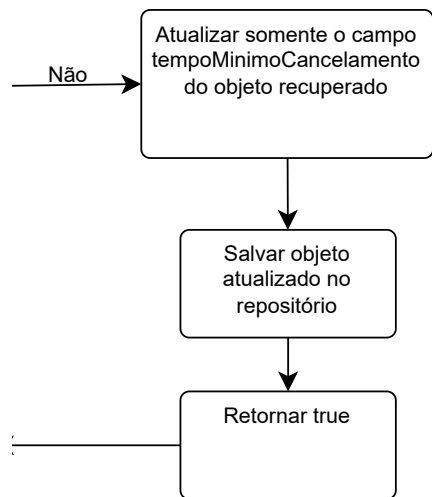 Atualizar somente o campo
tempoMinimoCancelamento
do objeto recuperado
Não
Salvar objeto
atualizado no
repositório
Retornar true